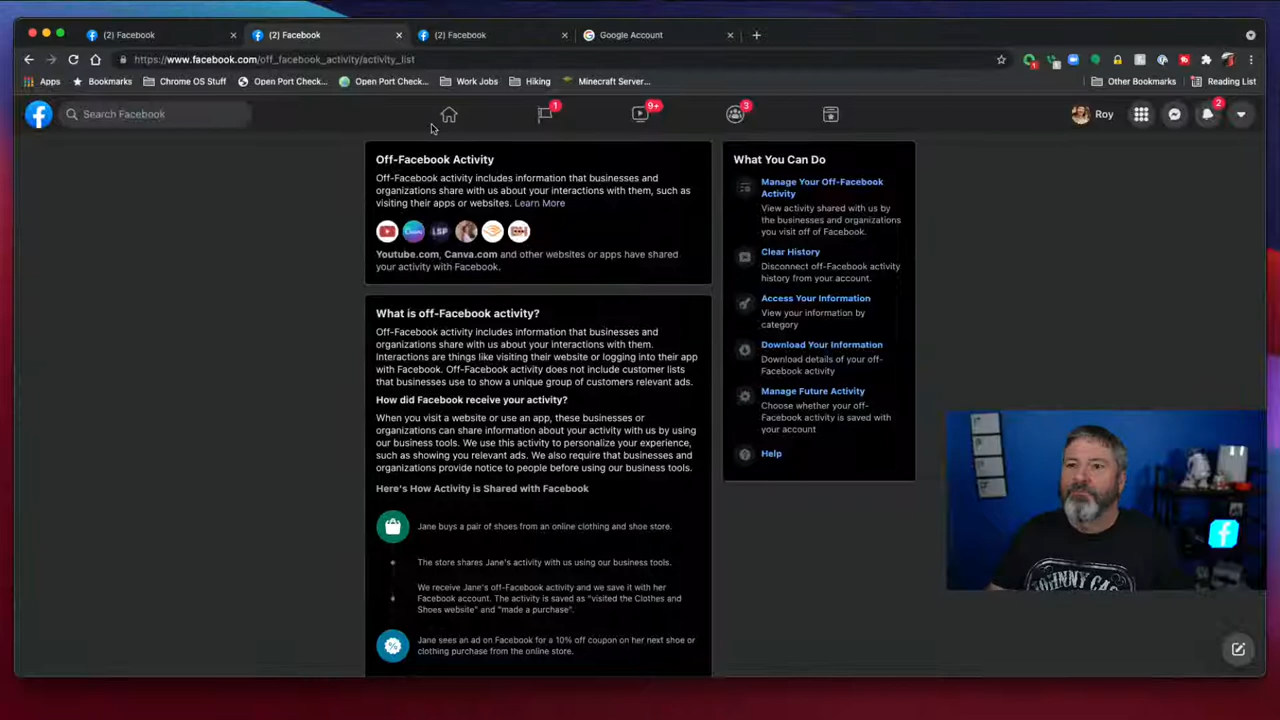 (2) Facebook
(2) Facebook
(2) Facebook
Google Account
https://www.facebook.com/off_facebook_activity/activity_list
Apps
Bookmarks
Chrome OS Stuff
Open Port Check...
Open Port Check...
Work Jobs
Hiking
Minecraft Server...
Other Bookmarks
Reading List
Search Facebook
1
9+
3
Roy
2
Off-Facebook Activity
Off-Facebook activity includes information that businesses and
organizations share with us about your interactions with them, such as
visiting their apps or websites. Learn More
Canva
LSP
Youtube.com, Canva.com and other websites or apps have shared
your activity with Facebook.
What is off-Facebook activity?
Off-Facebook activity includes information that businesses and
organizations share with us about your interactions with them.
Interactions are things like visiting their website or logging into their app
with Facebook. Off-Facebook activity does not include customer lists
that businesses use to show a unique group of customers relevant ads.
How did Facebook receive your activity?
When you visit a website or use an app, these businesses or
organizations can share information about your activity with us by using
our business tools. We use this activity to personalize your experience,
such as showing you relevant ads. We also require that businesses and
organizations provide notice to people before using our business tools.
Here's How Activity is Shared with Facebook
Jane buys a pair of shoes from an online clothing and shoe store.
The store shares Jane's activity with us using our business tools.
We receive Jane's off-Facebook activity and we save it with her
Facebook account. The activity is saved as "visited the Clothes and
Shoes website" and "made a purchase".
Jane sees an ad on Facebook for a 10% off coupon on her next shoe or
clothing purchase from the online store.
What You Can Do
Manage Your Off-Facebook
Activity
View activity shared with us by
the businesses and organizations
you visit off of Facebook.
Clear History
Disconnect off-Facebook activity
history from your account.
Access Your Information
View your information by
category
Download Your Information
Download details of your off-
Facebook activity
Manage Future Activity
Choose whether your off-
Facebook activity is saved with
your account
Help
JOHNNY CA